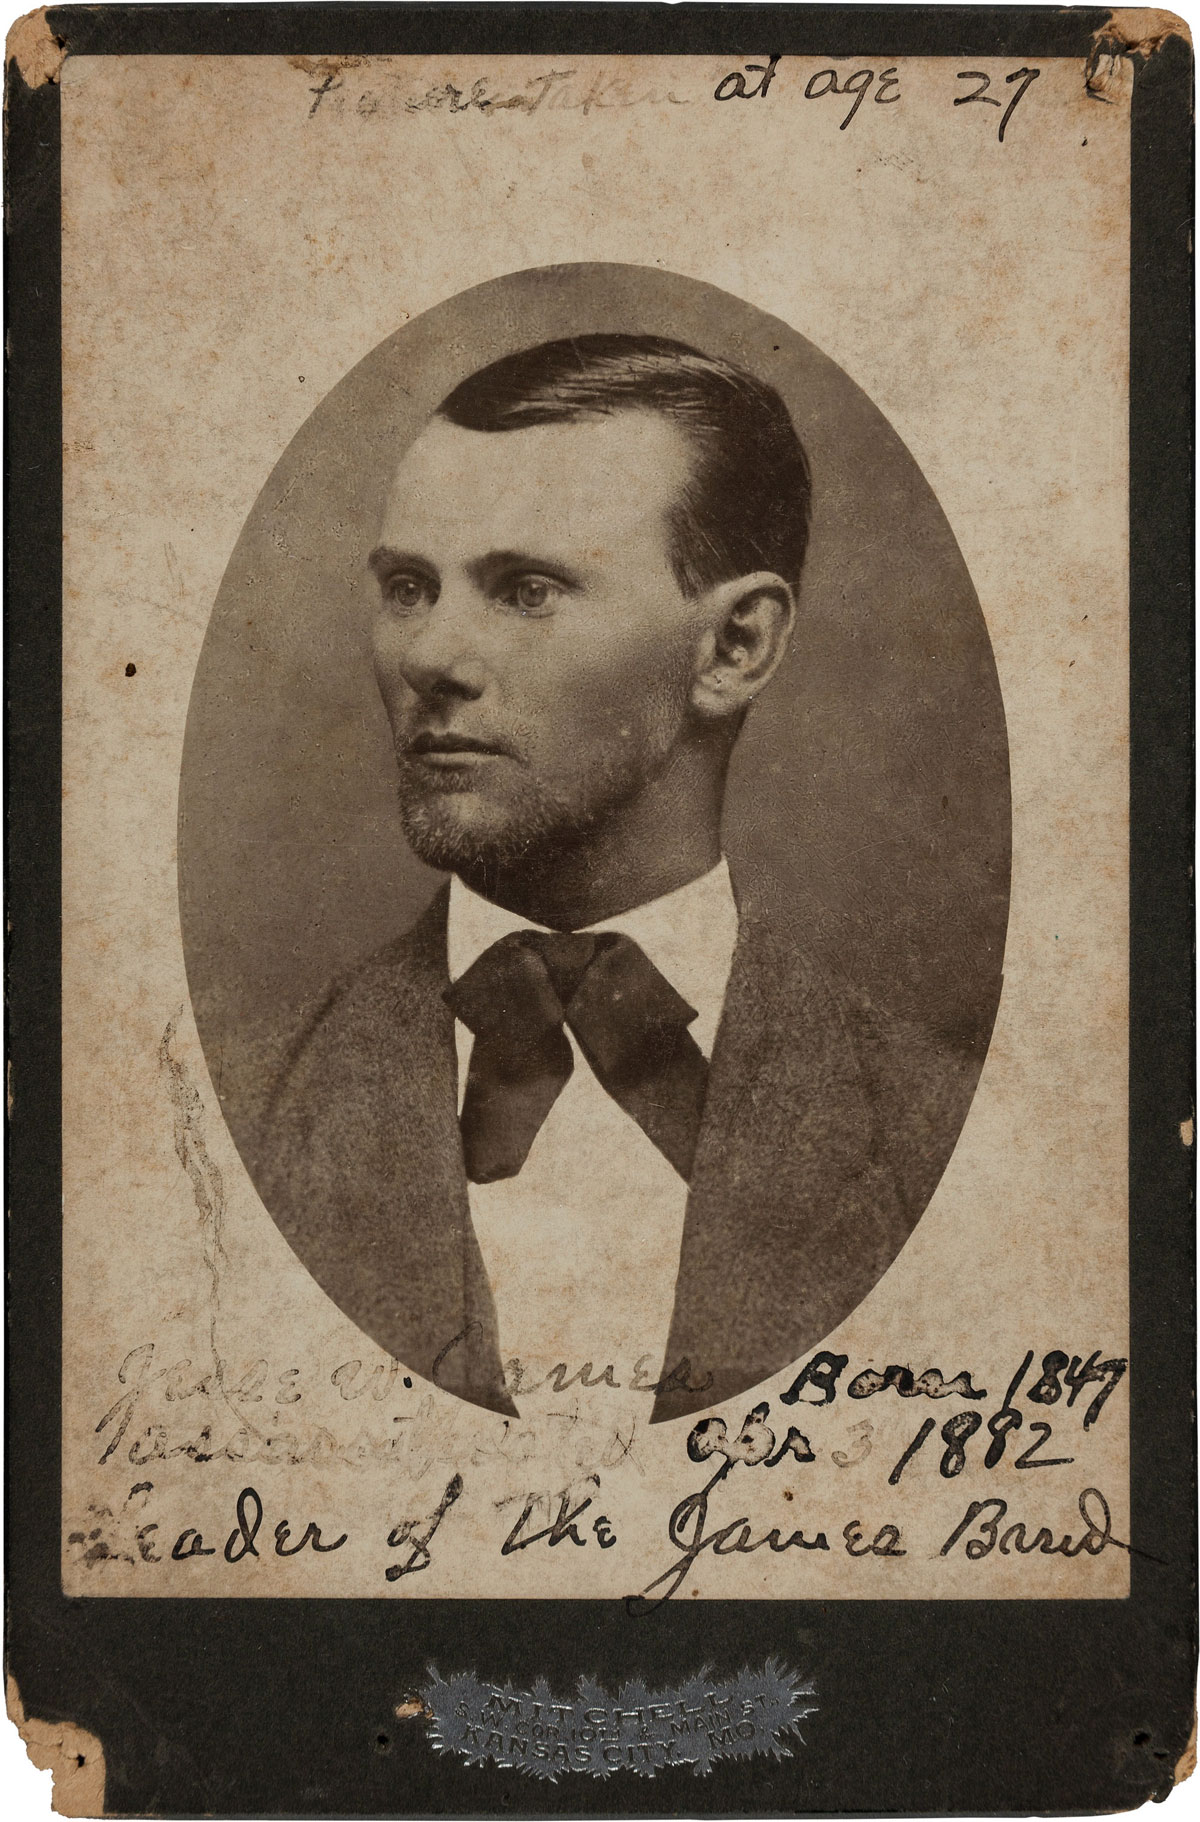 Picture taken at age 27
Jesse W. James Born 1847
Assassinated Apr 3 1882
Leader of the James Band
MITCHELL
S.W. COR 10TH & MAIN ST.,
KANSAS CITY, MO.